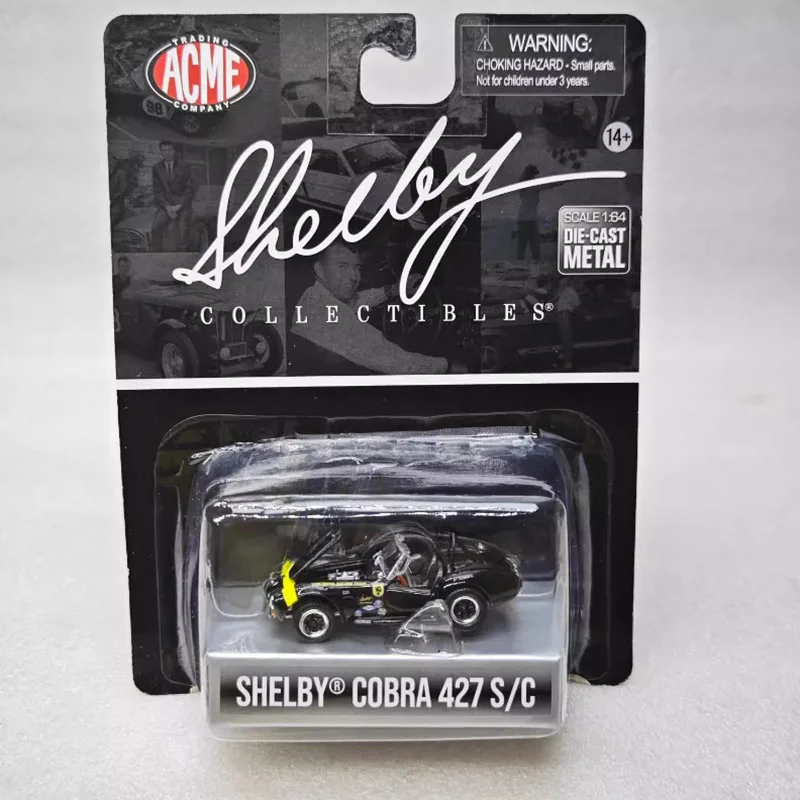 TRADING
ACME
COMPANY
WARNING:
CHOKING HAZARD - Small parts.
Not for children under 3 years.
14+
Shelby
COLLECTIBLES®
SCALE 1:64
DIE-CAST
METAL
98
SHELBY® COBRA 427 S/C